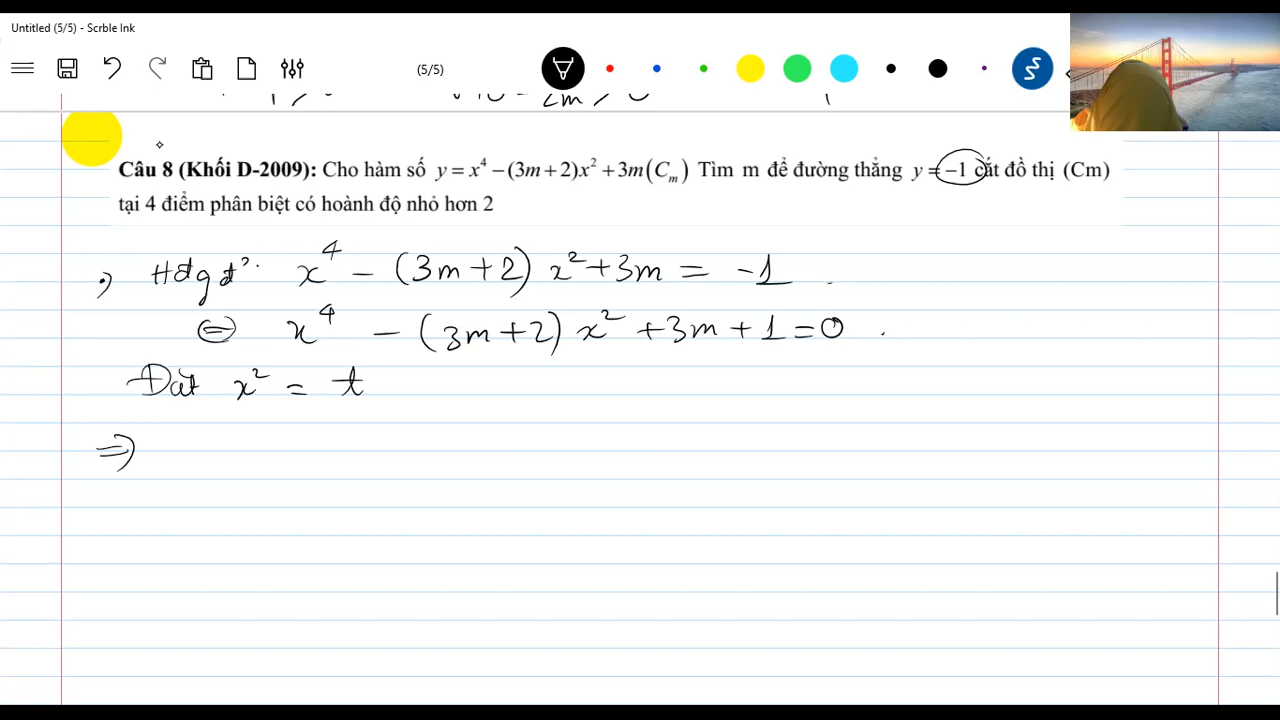 Untitled (5/5) - Scrble Ink
(5/5)
Câu 8 (Khối D-2009): Cho hàm số y = x⁴ − (3m + 2)x² + 3m (Cₘ) Tìm m để đường thẳng y = −1 cắt đồ thị (Cm)
tại 4 điểm phân biệt có hoành độ nhỏ hơn 2
Hđgđ: x⁴ − (3m + 2) x² + 3m = -1
⇔ x⁴ − (3m + 2) x² + 3m + 1 = 0
Đặt x² = t
⇒